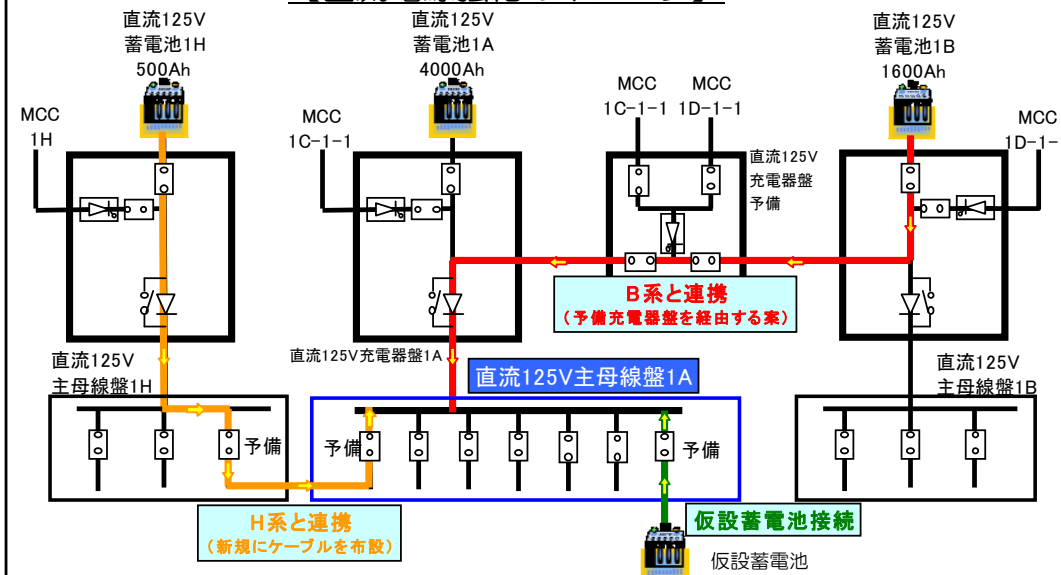 直流125V
蓄電池1H
500Ah
直流125V
蓄電池1A
4000Ah
直流125V
蓄電池1B
1600Ah
MCC
1H
MCC
1C-1-1
MCC
1C-1-1
MCC
1D-1-1
MCC
1D-1-
直流125V
充電器盤
予備
B系と連携
(予備充電器盤を経由する案)
直流125V充電器盤1A
直流125V
主母線盤1H
直流125V主母線盤1A
直流125V
主母線盤1B
予備
予備
予備
H系と連携
(新規にケーブルを布設)
仮設蓄電池接続
仮設蓄電池